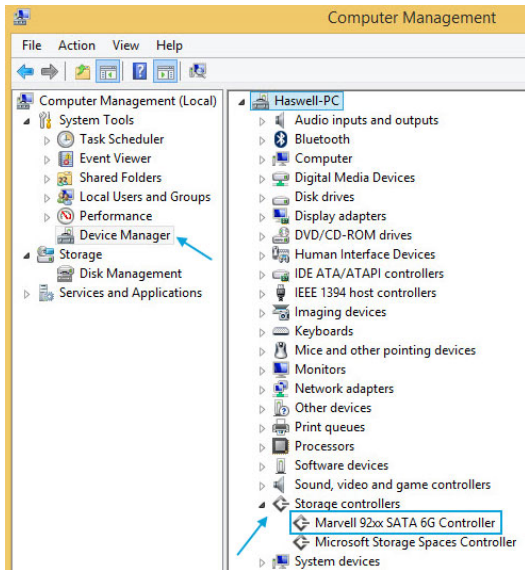 Computer Management
File Action View Help
Computer Management (Local)
System Tools
Task Scheduler
Event Viewer
Shared Folders
Local Users and Groups
Performance
Device Manager
Storage
Disk Management
Services and Applications
Haswell-PC
Audio inputs and outputs
Bluetooth
Computer
Digital Media Devices
Disk drives
Display adapters
DVD/CD-ROM drives
Human Interface Devices
IDE ATA/ATAPI controllers
IEEE 1394 host controllers
Imaging devices
Keyboards
Mice and other pointing devices
Monitors
Network adapters
Other devices
Print queues
Processors
Software devices
Sound, video and game controllers
Storage controllers
Marvell 92xx SATA 6G Controller
Microsoft Storage Spaces Controller
System devices